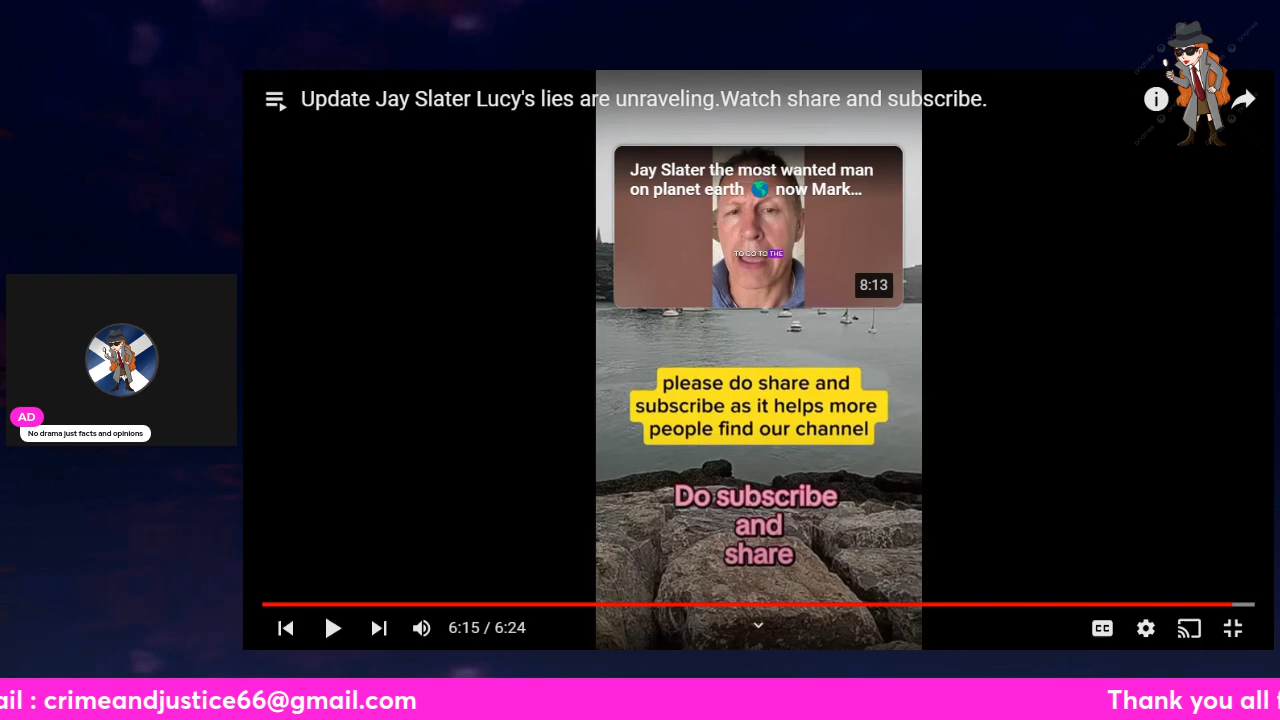 Update Jay Slater Lucy's lies are unraveling.Watch share and subscribe.
Jay Slater the most wanted man
on planet earth 🌎 now Mark...
TO GO TO THE
8:13
please do share and
subscribe as it helps more
people find our channel
Do subscribe
and
share
AD
No drama just facts and opinions
6:15 / 6:24
CC
ail : crimeandjustice66@gmail.com
Thank you all f